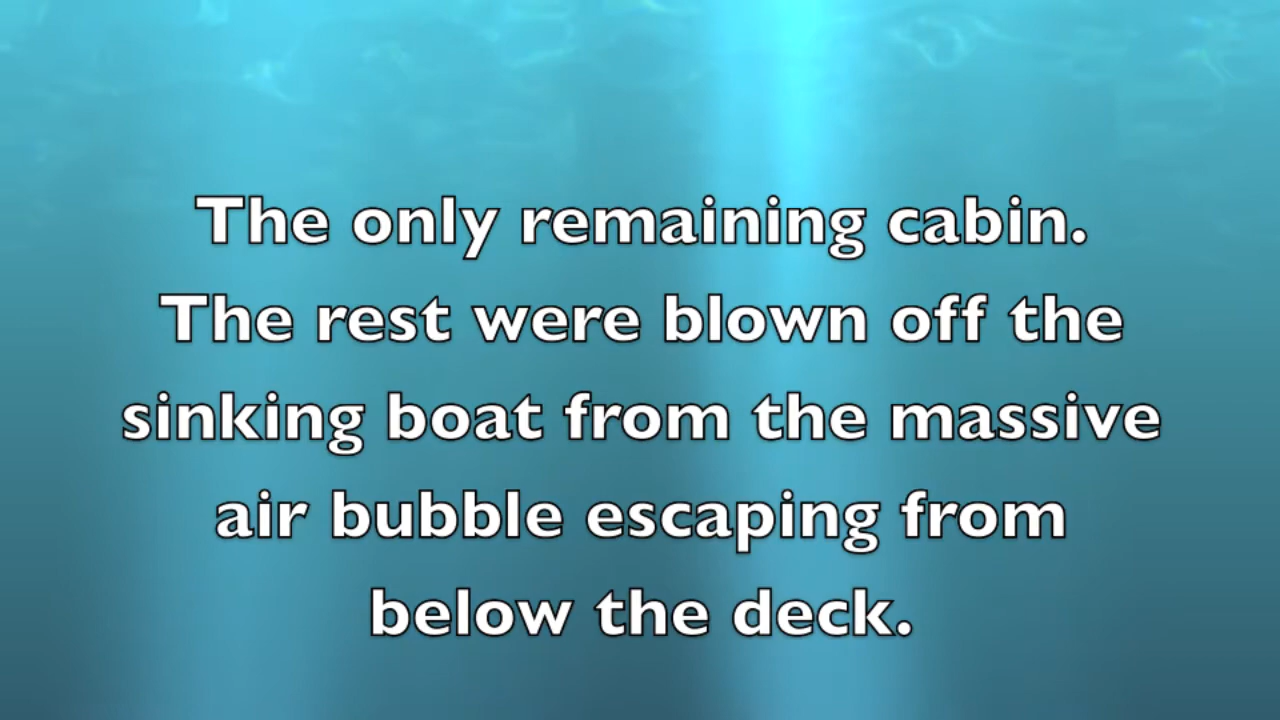 The only remaining cabin.
The rest were blown off the
sinking boat from the massive
air bubble escaping from
below the deck.